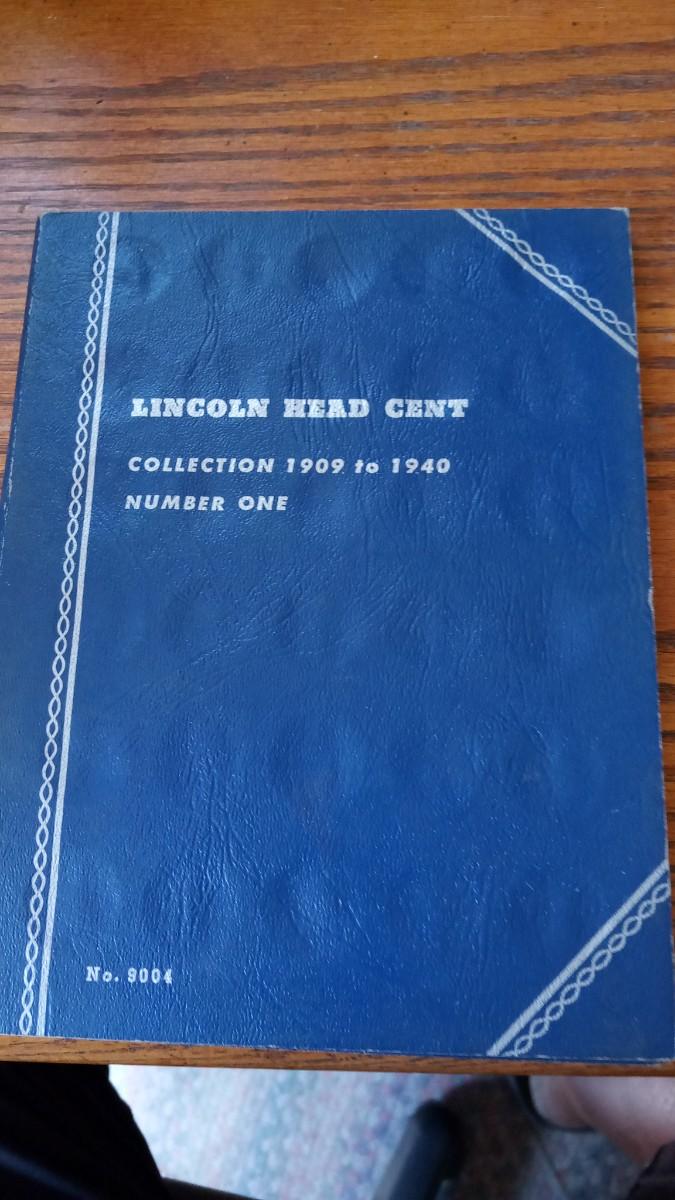 LINCOLN HEAD CENT
COLLECTION 1909 to 1940
NUMBER ONE
No. 9004